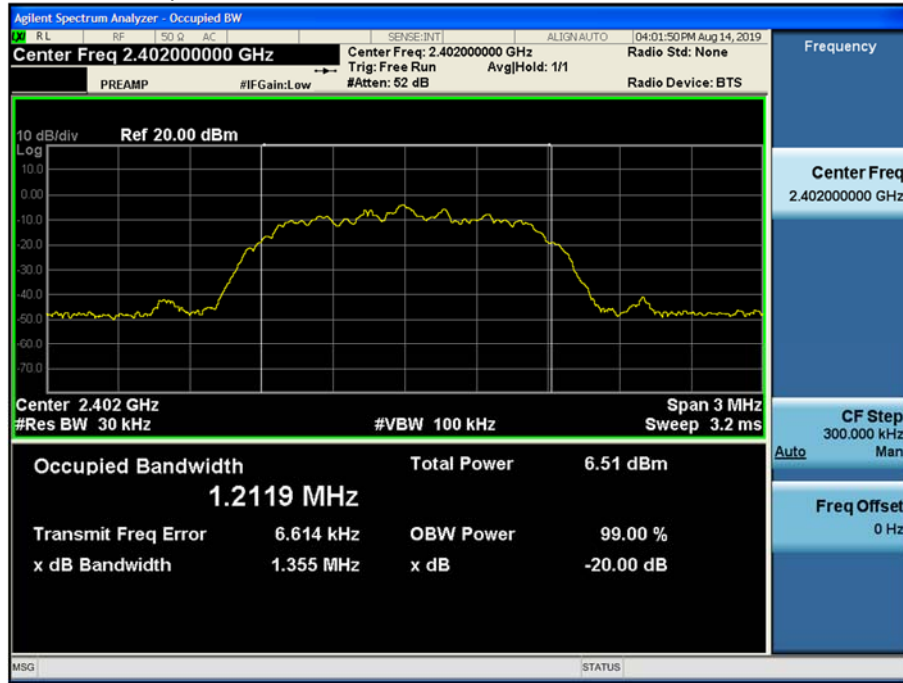 Agilent Spectrum Analyzer - Occupied BW
LXI RL RF 50 Ω AC SENSE:INT ALIGN AUTO 04:01:50 PM Aug 14, 2019
Center Freq 2.402000000 GHz
Center Freq: 2.402000000 GHz Radio Std: None
Trig: Free Run Avg|Hold: 1/1
PREAMP #IFGain:Low #Atten: 52 dB Radio Device: BTS
10 dB/div Ref 20.00 dBm
Log
10.0
0.00
-10.0
-20.0
-30.0
-40.0
-50.0
-60.0
-70.0
Center 2.402 GHz Span 3 MHz
#Res BW 30 kHz #VBW 100 kHz Sweep 3.2 ms
Occupied Bandwidth Total Power 6.51 dBm
1.2119 MHz
Transmit Freq Error 6.614 kHz OBW Power 99.00 %
x dB Bandwidth 1.355 MHz x dB -20.00 dB
MSG STATUS
Frequency
Center Freq
2.402000000 GHz
CF Step
300.000 kHz
Auto Man
Freq Offset
0 Hz